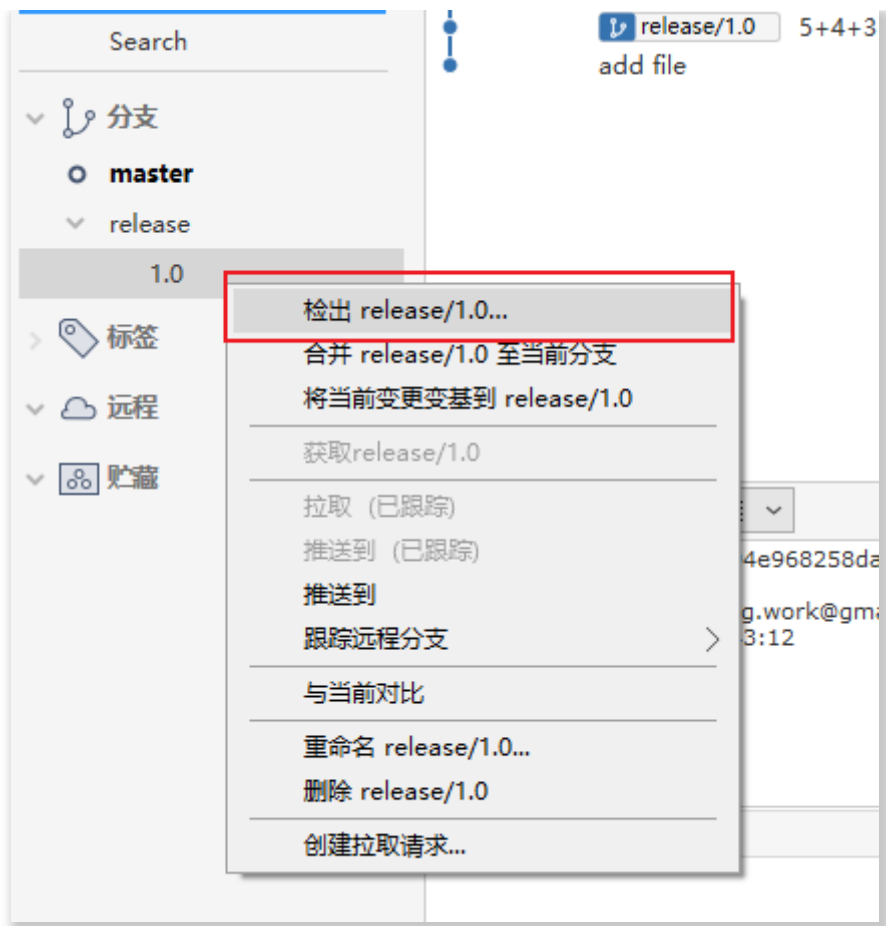 Search
release/1.0 5+4+3
add file
分支
master
release
1.0
标签
远程
贮藏
检出 release/1.0...
合并 release/1.0 至当前分支
将当前变更变基到 release/1.0
获取release/1.0
拉取 (已跟踪)
推送到 (已跟踪)
推送到
跟踪远程分支
与当前对比
重命名 release/1.0...
删除 release/1.0
创建拉取请求...
4e968258da
g.work@gma
3:12